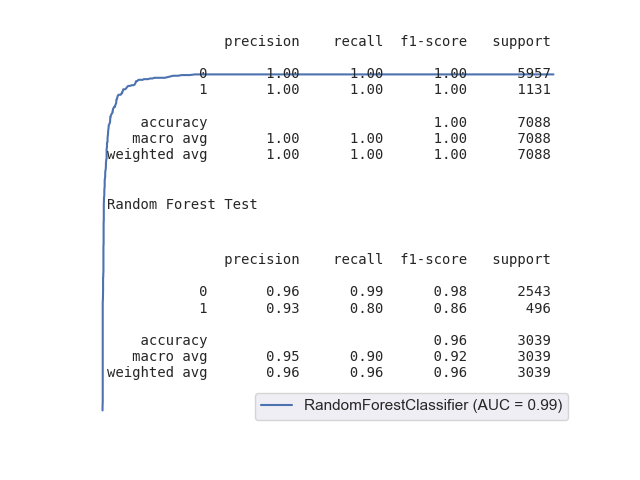 precision recall f1-score support
0 1.00 1.00 1.00 5957
1 1.00 1.00 1.00 1131
accuracy 1.00 7088
macro avg 1.00 1.00 1.00 7088
weighted avg 1.00 1.00 1.00 7088
Random Forest Test
precision recall f1-score support
0 0.96 0.99 0.98 2543
1 0.93 0.80 0.86 496
accuracy 0.96 3039
macro avg 0.95 0.90 0.92 3039
weighted avg 0.96 0.96 0.96 3039
RandomForestClassifier (AUC = 0.99)